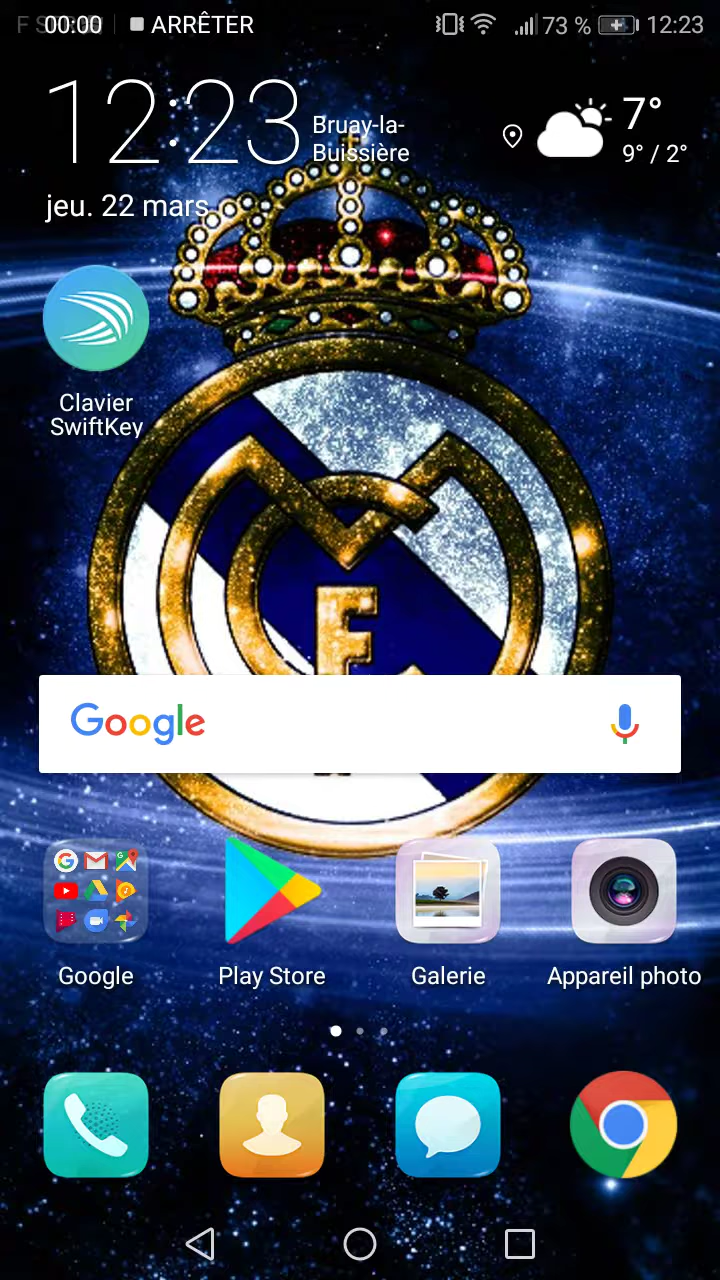 00:00 ARRÊTER 73 % 12:23
12:23
Bruay-la-
Buissière
7°
9° / 2°
jeu. 22 mars
Clavier
SwiftKey
F
Google
Google
Play Store
Galerie
Appareil photo